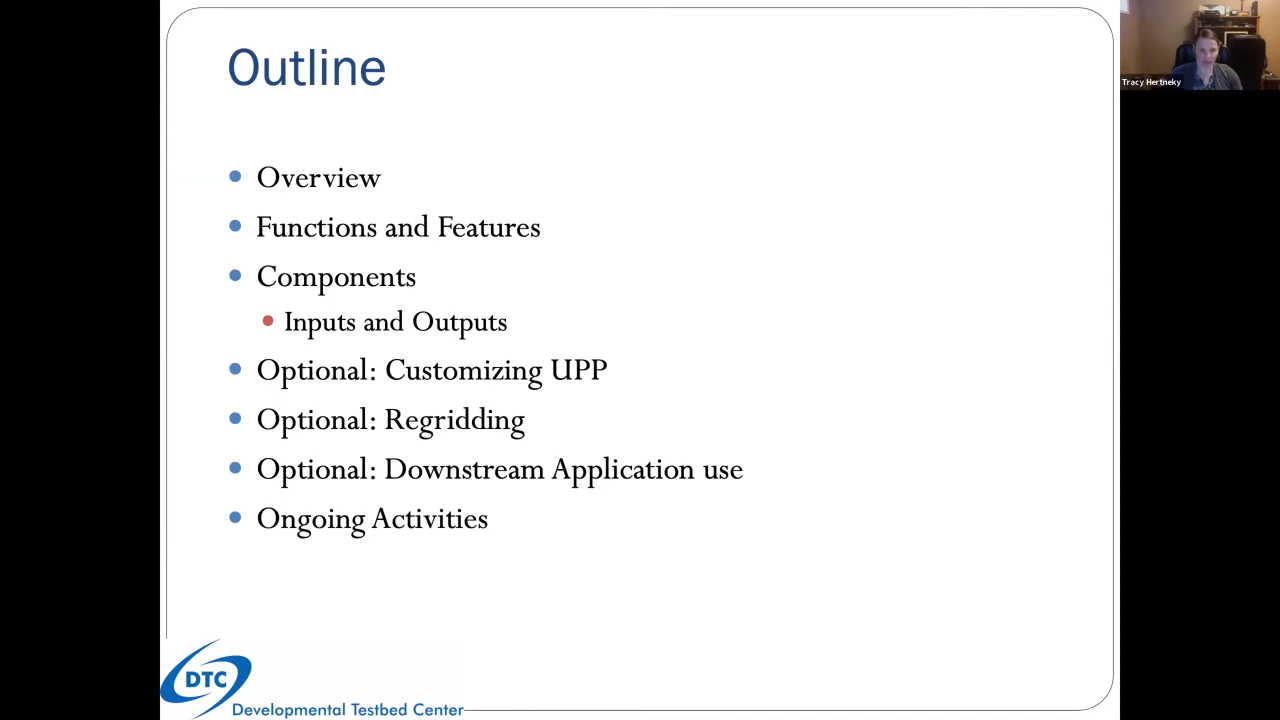 Outline
Tracy Hertneky
Overview
Functions and Features
Components
Inputs and Outputs
Optional: Customizing UPP
Optional: Regridding
Optional: Downstream Application use
Ongoing Activities
DTC
Developmental Testbed Center